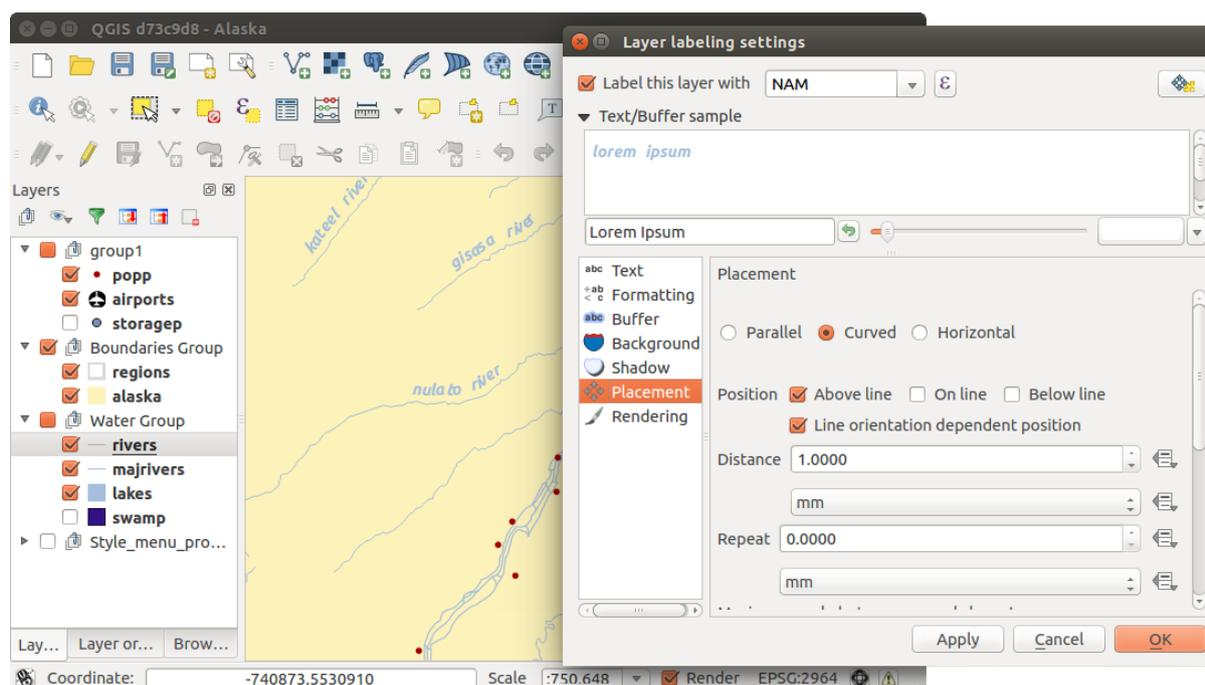 QGIS d73c9d8 - Alaska
Layers
group1
popp
airports
storagep
Boundaries Group
regions
alaska
Water Group
rivers
majrivers
lakes
swamp
Style_menu_pro...
Lay...
Layer or...
Brow...
kateel river
gisasa river
nulato river
Coordinate:
-740873.5530910
Scale
:750.648
Render
EPSG:2964
Layer labeling settings
Label this layer with
NAM
ε
Text/Buffer sample
lorem ipsum
Lorem Ipsum
abc Text
+ab < c Formatting
abc Buffer
Background
Shadow
Placement
Rendering
Placement
Parallel
Curved
Horizontal
Position
Above line
On line
Below line
Line orientation dependent position
Distance
1.0000
mm
Repeat
0.0000
mm
Apply
Cancel
OK